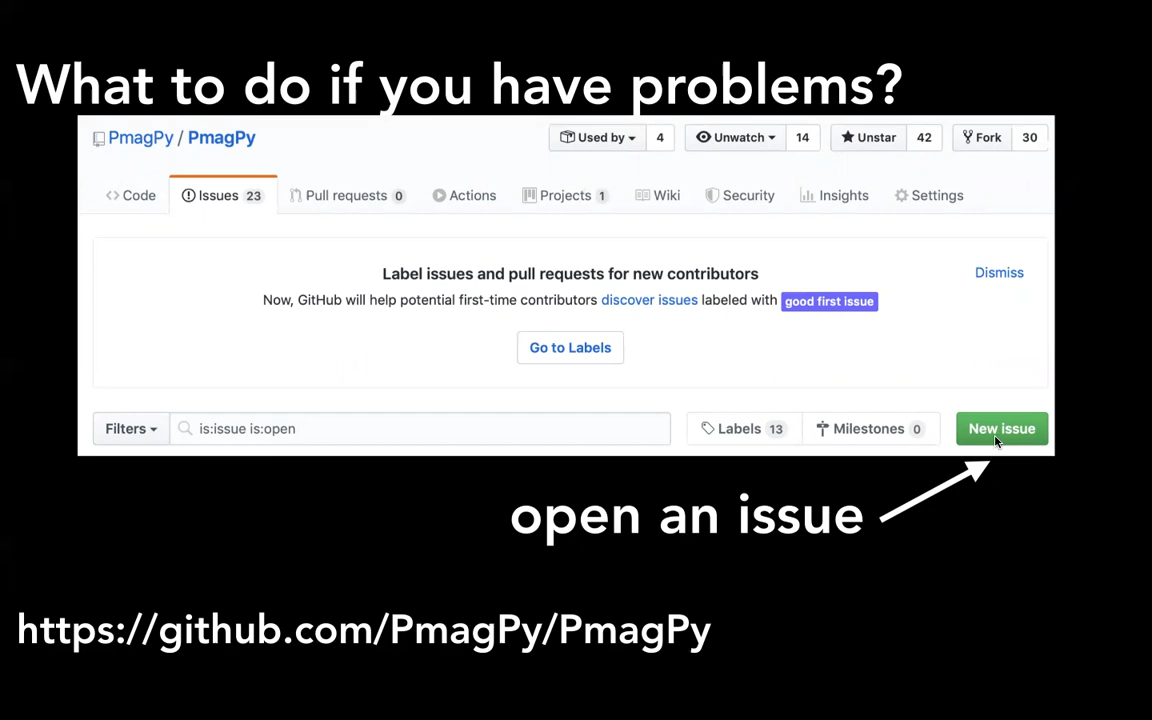 What to do if you have problems?
PmagPy / PmagPy
Used by 4
Unwatch 14
Unstar 42
Fork 30
Code
Issues 23
Pull requests 0
Actions
Projects 1
Wiki
Security
Insights
Settings
Label issues and pull requests for new contributors
Dismiss
Now, GitHub will help potential first-time contributors discover issues labeled with good first issue
Go to Labels
Filters
is:issue is:open
Labels 13
Milestones 0
New issue
open an issue
https://github.com/PmagPy/PmagPy